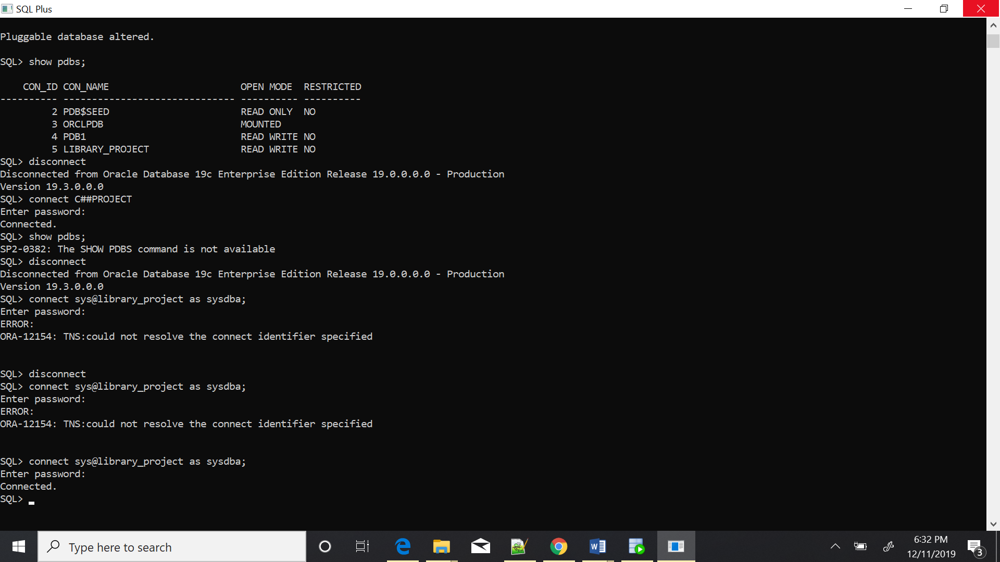 SQL Plus
Pluggable database altered.
SQL> show pdbs;
    CON_ID CON_NAME                       OPEN MODE  RESTRICTED
---------- ------------------------------ ---------- ----------
         2 PDB$SEED                       READ ONLY  NO
         3 ORCLPDB                        MOUNTED
         4 PDB1                           READ WRITE NO
         5 LIBRARY_PROJECT                READ WRITE NO
SQL> disconnect
Disconnected from Oracle Database 19c Enterprise Edition Release 19.0.0.0.0 - Production
Version 19.3.0.0.0
SQL> connect C##PROJECT
Enter password:
Connected.
SQL> show pdbs;
SP2-0382: The SHOW PDBS command is not available
SQL> disconnect
Disconnected from Oracle Database 19c Enterprise Edition Release 19.0.0.0.0 - Production
Version 19.3.0.0.0
SQL> connect sys@library_project as sysdba;
Enter password:
ERROR:
ORA-12154: TNS:could not resolve the connect identifier specified
SQL> disconnect
SQL> connect sys@library_project as sysdba;
Enter password:
ERROR:
ORA-12154: TNS:could not resolve the connect identifier specified
SQL> connect sys@library_project as sysdba;
Enter password:
Connected.
SQL>
Type here to search
6:32 PM
12/11/2019
3